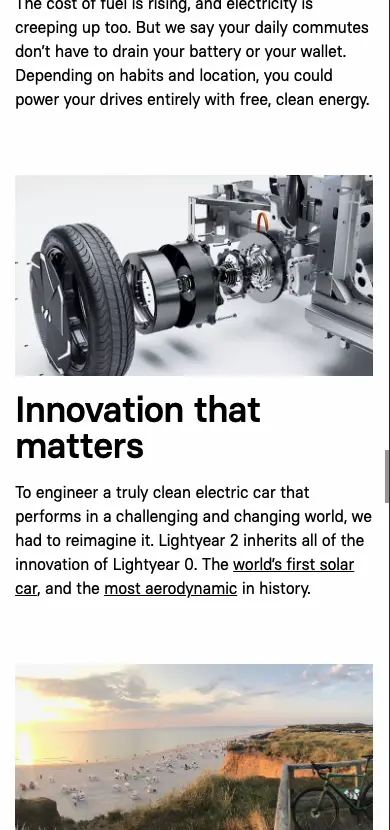 The cost of fuel is rising, and electricity is
creeping up too. But we say your daily commutes
don't have to drain your battery or your wallet.
Depending on habits and location, you could
power your drives entirely with free, clean energy.
Innovation that
matters
To engineer a truly clean electric car that
performs in a challenging and changing world, we
had to reimagine it. Lightyear 2 inherits all of the
innovation of Lightyear 0. The world's first solar
car, and the most aerodynamic in history.